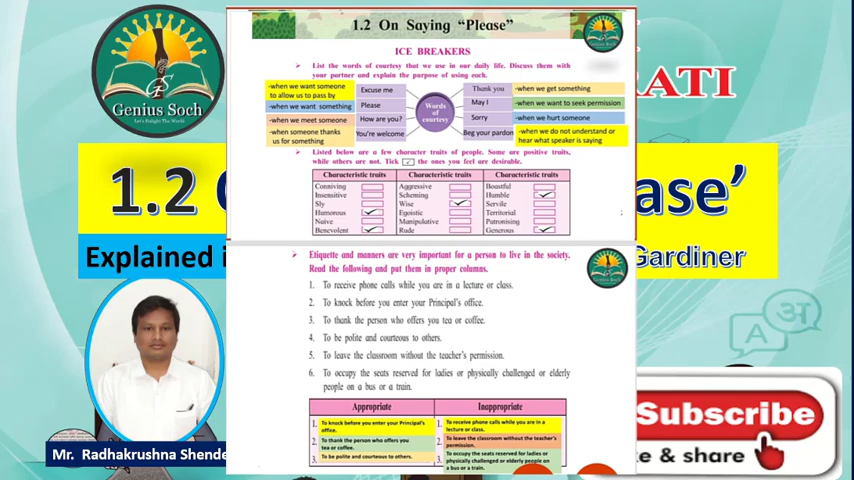 Genius Soch
Let's Enlight The World
1.2 On Saying “Please”
Genius Soch
ICE BREAKERS
➢ List the words of courtesy that we use in our daily life. Discuss them with
your partner and explain the purpose of using each.
-when we want someone
to allow us to pass by
-when we want something
-when we meet someone
-when someone thanks
us for something
Excuse me
Please
How are you?
You're welcome
Words
of
courtesy
Thank you
May I
Sorry
Beg your pardon
-when we get something
-when we want to seek permission
-when we hurt someone
-when we do not understand or
hear what speaker is saying
➢ Listed below are a few character traits of people. Some are positive traits,
while others are not. Tick ✓ the ones you feel are desirable.
Characteristic traits Characteristic traits Characteristic traits
Conniving Aggressive Boastful
Insensitive Scheming Humble ✓
Sly Wise ✓ Servile
Humorous ✓ Egoistic Territorial
Naive Manipulative Patronising
Benevolent ✓ Rude Generous ✓
;
➢ Etiquette and manners are very important for a person to live in the society.
Read the following and put them in proper columns.
Genius Soch
1. To receive phone calls while you are in a lecture or class.
2. To knock before you enter your Principal's office.
3. To thank the person who offers you tea or coffee.
4. To be polite and courteous to others.
5. To leave the classroom without the teacher's permission.
6. To occupy the seats reserved for ladies or physically challenged or elderly
people on a bus or a train.
Appropriate Inappropriate
1. To knock before you enter your Principal's
office.
2. To thank the person who offers you
tea or coffee.
3. To be polite and courteous to others.
1. To receive phone calls while you are in a
lecture or class.
2. To leave the classroom without the teacher's
permission.
3. To occupy the seats reserved for ladies or
physically challenged or elderly people on
a bus or a train.
RATI
1.2
ase’
Explained i
Gardiner
A अ
Mr. Radhakrushna Shende
Subscribe
e & share